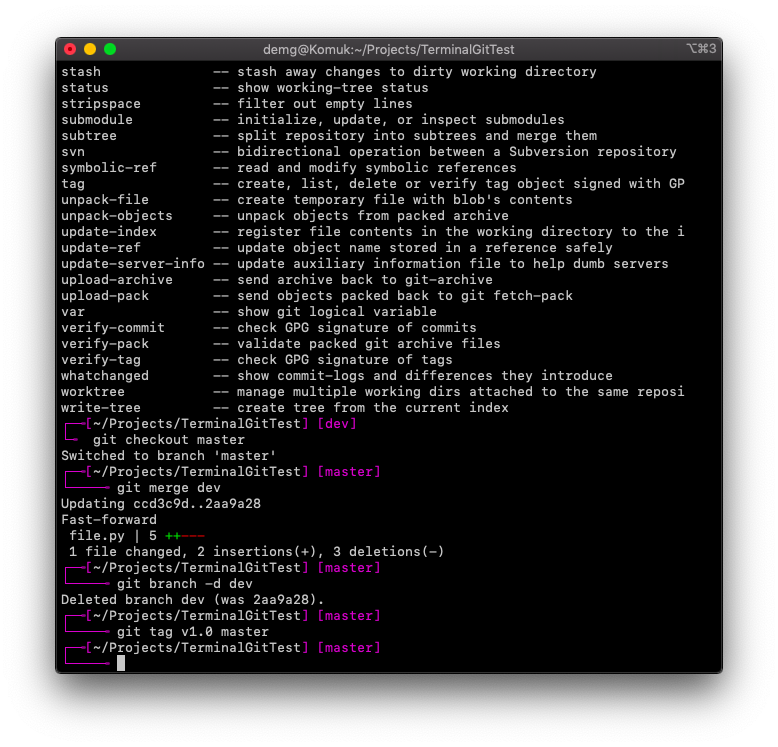 demg@Komuk:~/Projects/TerminalGitTest ⌥⌘3
stash -- stash away changes to dirty working directory
status -- show working-tree status
stripspace -- filter out empty lines
submodule -- initialize, update, or inspect submodules
subtree -- split repository into subtrees and merge them
svn -- bidirectional operation between a Subversion repository
symbolic-ref -- read and modify symbolic references
tag -- create, list, delete or verify tag object signed with GP
unpack-file -- create temporary file with blob's contents
unpack-objects -- unpack objects from packed archive
update-index -- register file contents in the working directory to the i
update-ref -- update object name stored in a reference safely
update-server-info -- update auxiliary information file to help dumb servers
upload-archive -- send archive back to git-archive
upload-pack -- send objects packed back to git fetch-pack
var -- show git logical variable
verify-commit -- check GPG signature of commits
verify-pack -- validate packed git archive files
verify-tag -- check GPG signature of tags
whatchanged -- show commit-logs and differences they introduce
worktree -- manage multiple working dirs attached to the same reposi
write-tree -- create tree from the current index
[~/Projects/TerminalGitTest] [dev]
git checkout master
Switched to branch 'master'
[~/Projects/TerminalGitTest] [master]
git merge dev
Updating ccd3c9d..2aa9a28
Fast-forward
file.py | 5 ++---
1 file changed, 2 insertions(+), 3 deletions(-)
[~/Projects/TerminalGitTest] [master]
git branch -d dev
Deleted branch dev (was 2aa9a28).
[~/Projects/TerminalGitTest] [master]
git tag v1.0 master
[~/Projects/TerminalGitTest] [master]